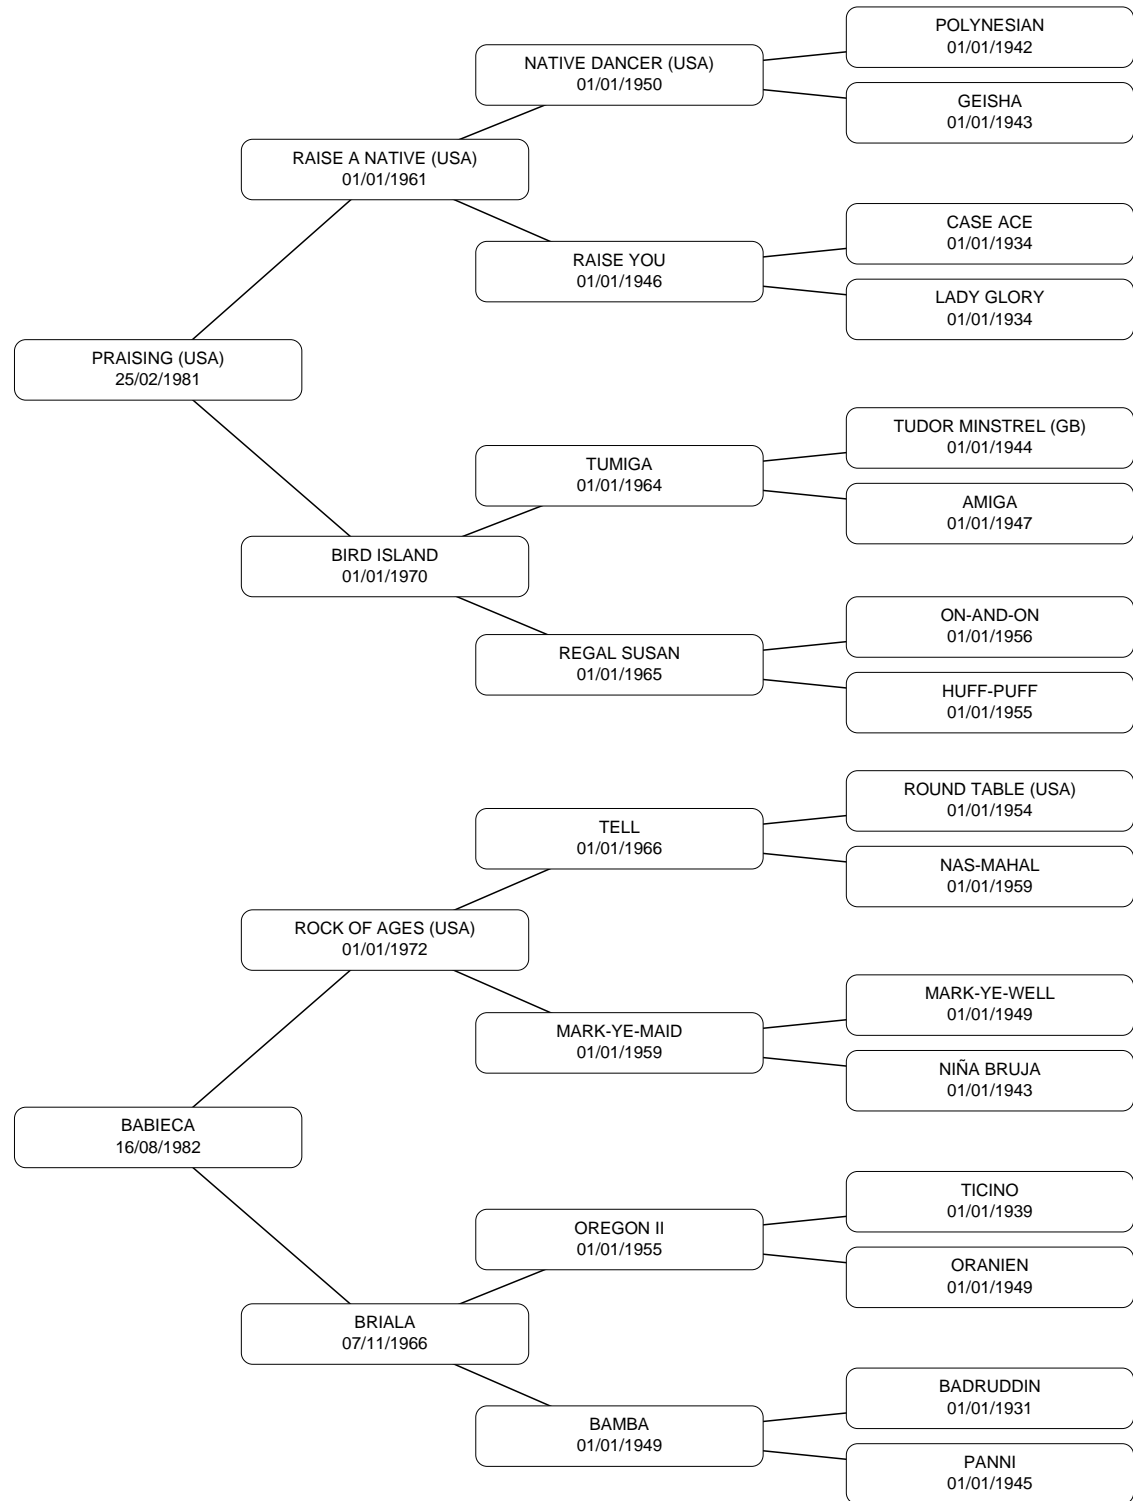 POLYNESIAN
01/01/1942
NATIVE DANCER (USA)
01/01/1950
GEISHA
01/01/1943
RAISE A NATIVE (USA)
01/01/1961
CASE ACE
01/01/1934
RAISE YOU
01/01/1946
LADY GLORY
01/01/1934
PRAISING (USA)
25/02/1981
TUDOR MINSTREL (GB)
01/01/1944
TUMIGA
01/01/1964
AMIGA
01/01/1947
BIRD ISLAND
01/01/1970
ON-AND-ON
01/01/1956
REGAL SUSAN
01/01/1965
HUFF-PUFF
01/01/1955
ROUND TABLE (USA)
01/01/1954
TELL
01/01/1966
NAS-MAHAL
01/01/1959
ROCK OF AGES (USA)
01/01/1972
MARK-YE-WELL
01/01/1949
MARK-YE-MAID
01/01/1959
NIÑA BRUJA
01/01/1943
BABIECA
16/08/1982
TICINO
01/01/1939
OREGON II
01/01/1955
ORANIEN
01/01/1949
BRIALA
07/11/1966
BADRUDDIN
01/01/1931
BAMBA
01/01/1949
PANNI
01/01/1945